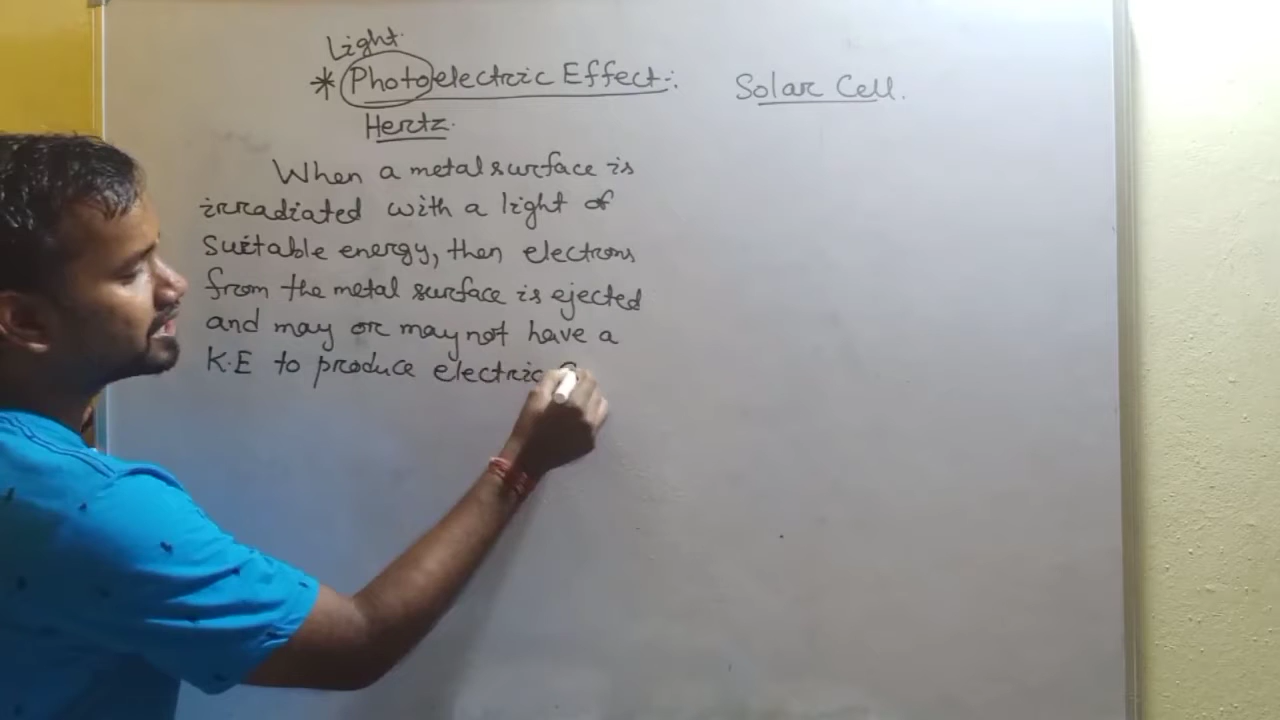 Light.
* Photoelectric Effect:-
Solar Cell.
Hertz.
When a metal surface is
irradiated with a light of
suitable energy, then electrons
from the metal surface is ejected
and may or may not have a
K.E to produce electric